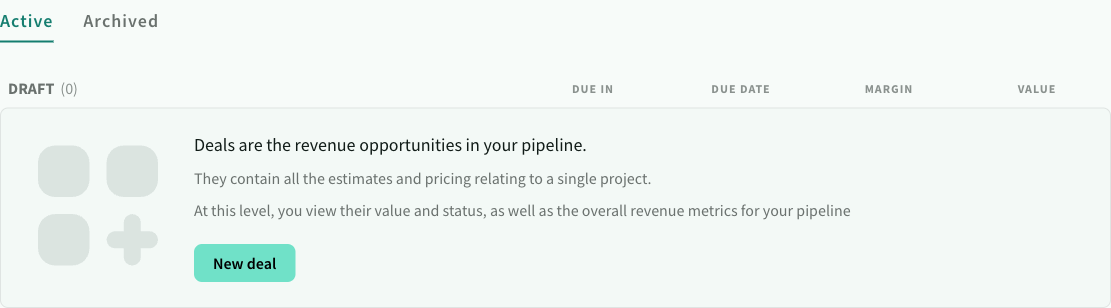 Active Archived
DRAFT (0) DUE IN DUE DATE MARGIN VALUE
Deals are the revenue opportunities in your pipeline.
They contain all the estimates and pricing relating to a single project.
At this level, you view their value and status, as well as the overall revenue metrics for your pipeline
New deal